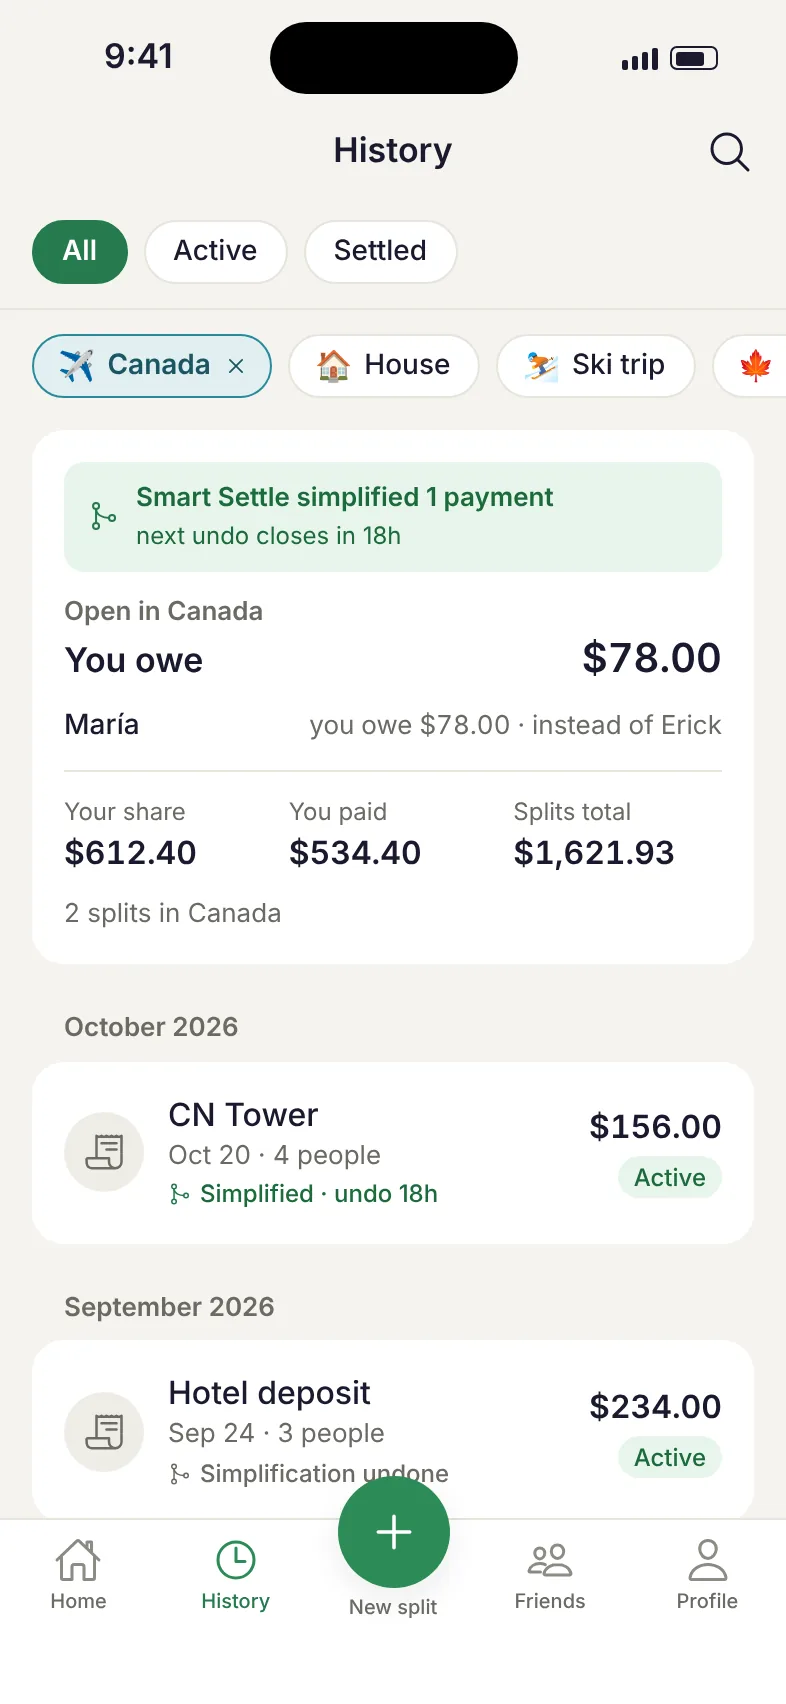 9:41
History
All
Active
Settled
Canada ×
House
Ski trip
Smart Settle simplified 1 payment
next undo closes in 18h
Open in Canada
You owe $78.00
María you owe $78.00 · instead of Erick
Your share You paid Splits total
$612.40 $534.40 $1,621.93
2 splits in Canada
October 2026
CN Tower
$156.00
Oct 20 · 4 people
Active
Simplified · undo 18h
September 2026
Hotel deposit
$234.00
Sep 24 · 3 people
Active
Simplification undone
Home
History
New split
Friends
Profile